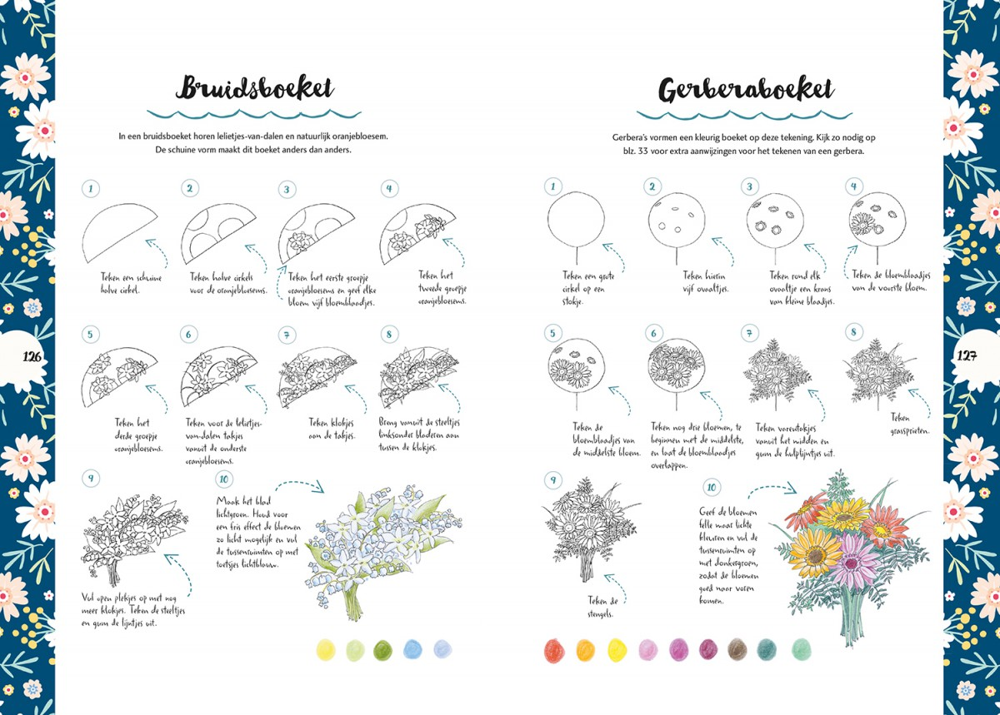 Bruidsboeket
In een bruidsboeket horen lelietjes-van-dalen en natuurlijk oranjebloesem.
De schuine vorm maakt dit boeket anders dan anders.
1
Teken een schuine
halve cirkel.
2
Teken halve cirkels
voor de oranjebloesems.
3
Teken het eerste groepje
oranjebloesems en geef elke
bloem vijf bloemblaadjes.
4
Teken het
tweede groepje
oranjebloesems.
5
Teken het
derde groepje
oranjebloesems.
6
Teken voor de lelietjes-
van-dalen takjes
vanuit de onderste
oranjebloesems.
7
Teken klokjes
aan de takjes.
8
Breng vanuit de steeltjes
linksonder bladeren aan
tussen de klokjes.
9
Vul open plekjes op met nog
meer klokjes. Teken de steeltjes
en gum de lijntjes uit.
10
Maak het blad
lichtgroen. Houd voor
een fris effect de bloemen
zo licht mogelijk en vul
de tussenruimten op met
toetsjes lichtblauw.
126
Gerberaboeket
Gerbera's vormen een kleurig boeket op deze tekening. Kijk zo nodig op
blz. 33 voor extra aanwijzingen voor het tekenen van een gerbera.
1
Teken een grote
cirkel op een
stokje.
2
Teken hierin
vijf ovaaltjes.
3
Teken rond elk
ovaaltje een krans
van kleine blaadjes.
4
Teken de bloemblaadjes
van de voorste bloem.
5
Teken de
bloemblaadjes van
de middelste bloem.
6
Teken nog drie bloemen, te
beginnen met de middelste,
en laat de bloemblaadjes
overlappen.
7
Teken varentakjes
vanuit het midden en
gum de hulplijntjes uit.
8
Teken
grassprieten.
9
Teken de
stengels.
10
Geef de bloemen
felle maar lichte
kleuren en vul de
tussenruimten op
met donkergroen,
zodat de bloemen
goed naar voren
komen.
127